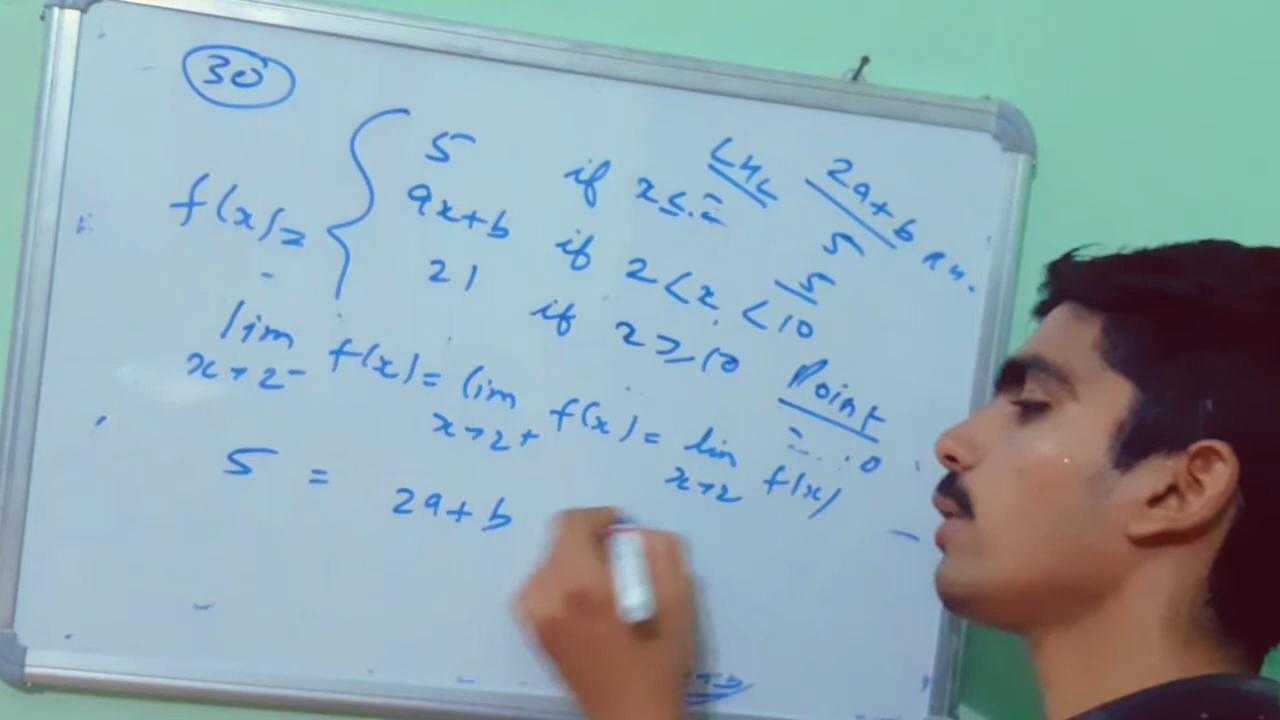 30
5 if x≤2
f(x)= ax+b if 2<x<10
21 if x≥10
2a+b
5
5
Point
lim x→2⁻ f(x) = lim x→2⁺ f(x) = lim x→2 f(x)
5 = 2a+b